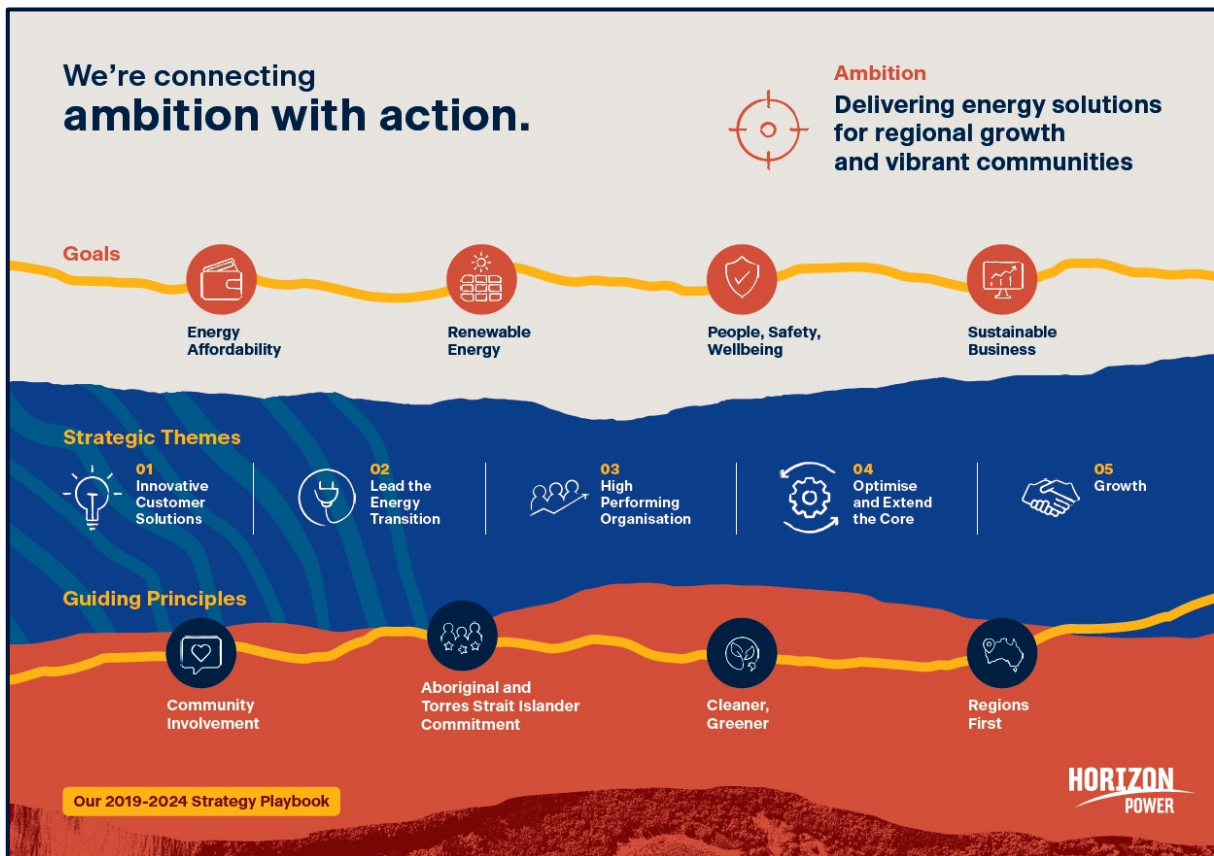 We're connecting
ambition with action.
Ambition
Delivering energy solutions
for regional growth
and vibrant communities
Goals
Energy
Affordability
Renewable
Energy
People, Safety,
Wellbeing
Sustainable
Business
Strategic Themes
01
Innovative
Customer
Solutions
02
Lead the
Energy
Transition
03
High
Performing
Organisation
04
Optimise
and Extend
the Core
05
Growth
Guiding Principles
Community
Involvement
Aboriginal and
Torres Strait Islander
Commitment
Cleaner,
Greener
Regions
First
Our 2019-2024 Strategy Playbook
HORIZON
POWER